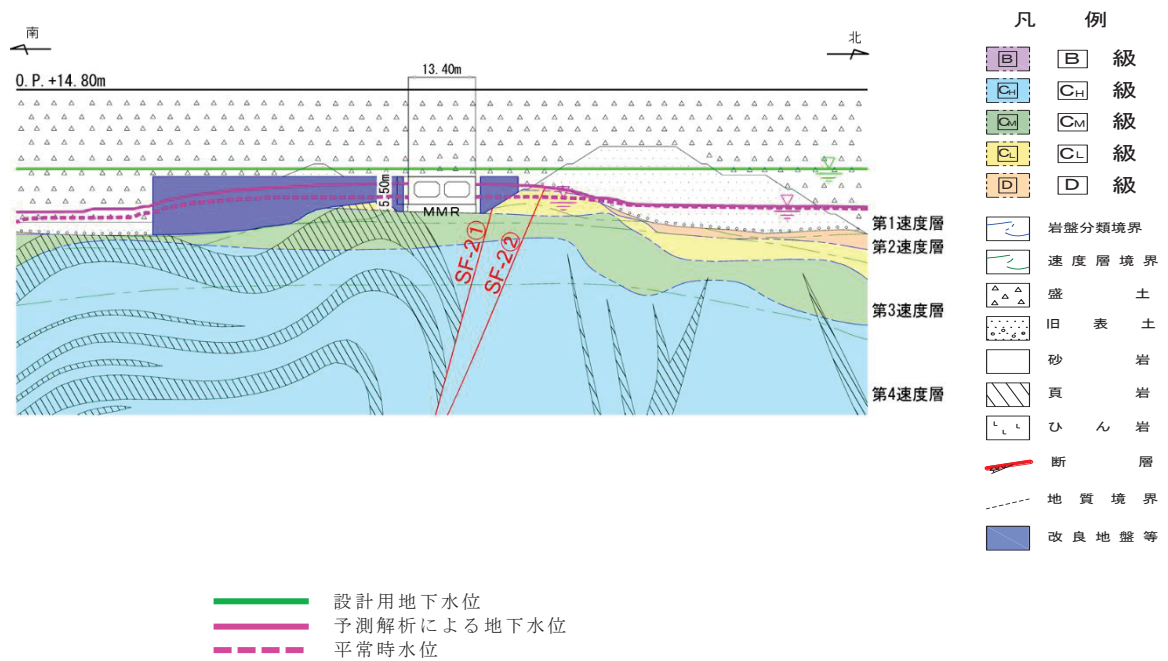 南
北
13.40m
O.P.+14.80m
5.50m
MMR
SF-2①
SF-2②
第1速度層
第2速度層
第3速度層
第4速度層
凡 例
B B 級
CH CH 級
CM CM 級
CL CL 級
D D 級
岩盤分類境界
速度層境界
盛土
旧表土
砂岩
頁岩
ひん岩
断層
地質境界
改良地盤等
設計用地下水位
予測解析による地下水位
平常時水位